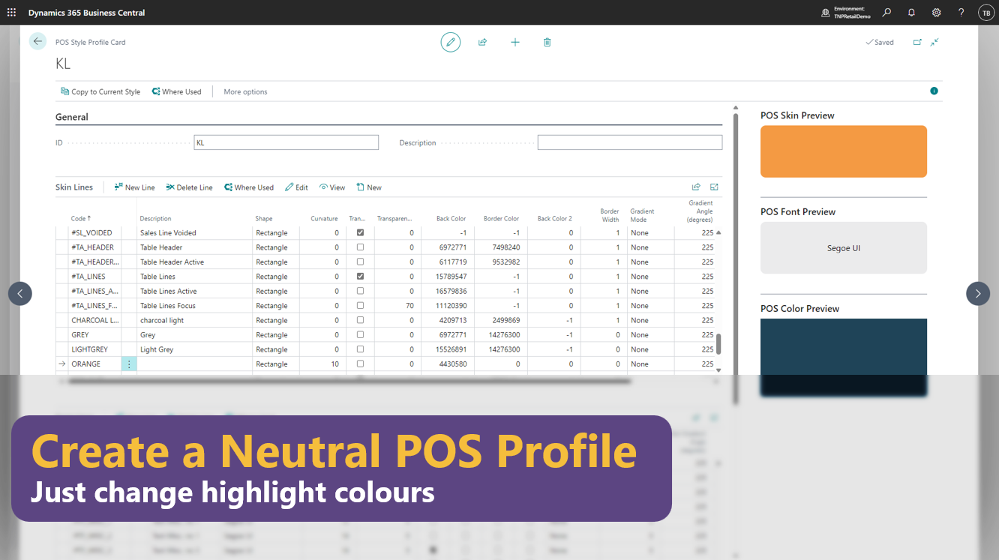 Dynamics 365 Business Central
Environment:
TNPRetailDemo
?
TB
POS Style Profile Card
Saved
KL
Copy to Current Style Where Used More options
General
ID KL Description
Skin Lines New Line Delete Line Where Used Edit View New
Code ↑ Description Shape Curvature Tran... Transparen... Back Color Border Color Back Color 2 Border Width Gradient Mode Gradient Angle (degrees)
#SL_VOIDED Sales Line Voided Rectangle 0 0 -1 -1 0 1 None 225
#TA_HEADER Table Header Rectangle 0 0 6972771 7498240 0 1 None 225
#TA_HEADER... Table Header Active Rectangle 0 0 6117719 9532982 0 1 None 225
#TA_LINES Table Lines Rectangle 0 0 15789547 -1 0 1 None 225
#TA_LINES_A... Table Lines Active Rectangle 0 0 16579836 -1 0 1 None 225
#TA_LINES_F... Table Lines Focus Rectangle 0 70 11120390 -1 0 1 None 225
CHARCOAL L... charcoal light Rectangle 0 0 4209713 2499869 -1 1 None 225
GREY Grey Rectangle 0 0 6972771 14276300 -1 0 None 225
LIGHTGREY Light Grey Rectangle 0 0 15526891 14276300 -1 0 None 225
ORANGE Rectangle 10 0 4430580 0 0 0 None 225
POS Skin Preview
POS Font Preview
Segoe UI
POS Color Preview
Create a Neutral POS Profile
Just change highlight colours